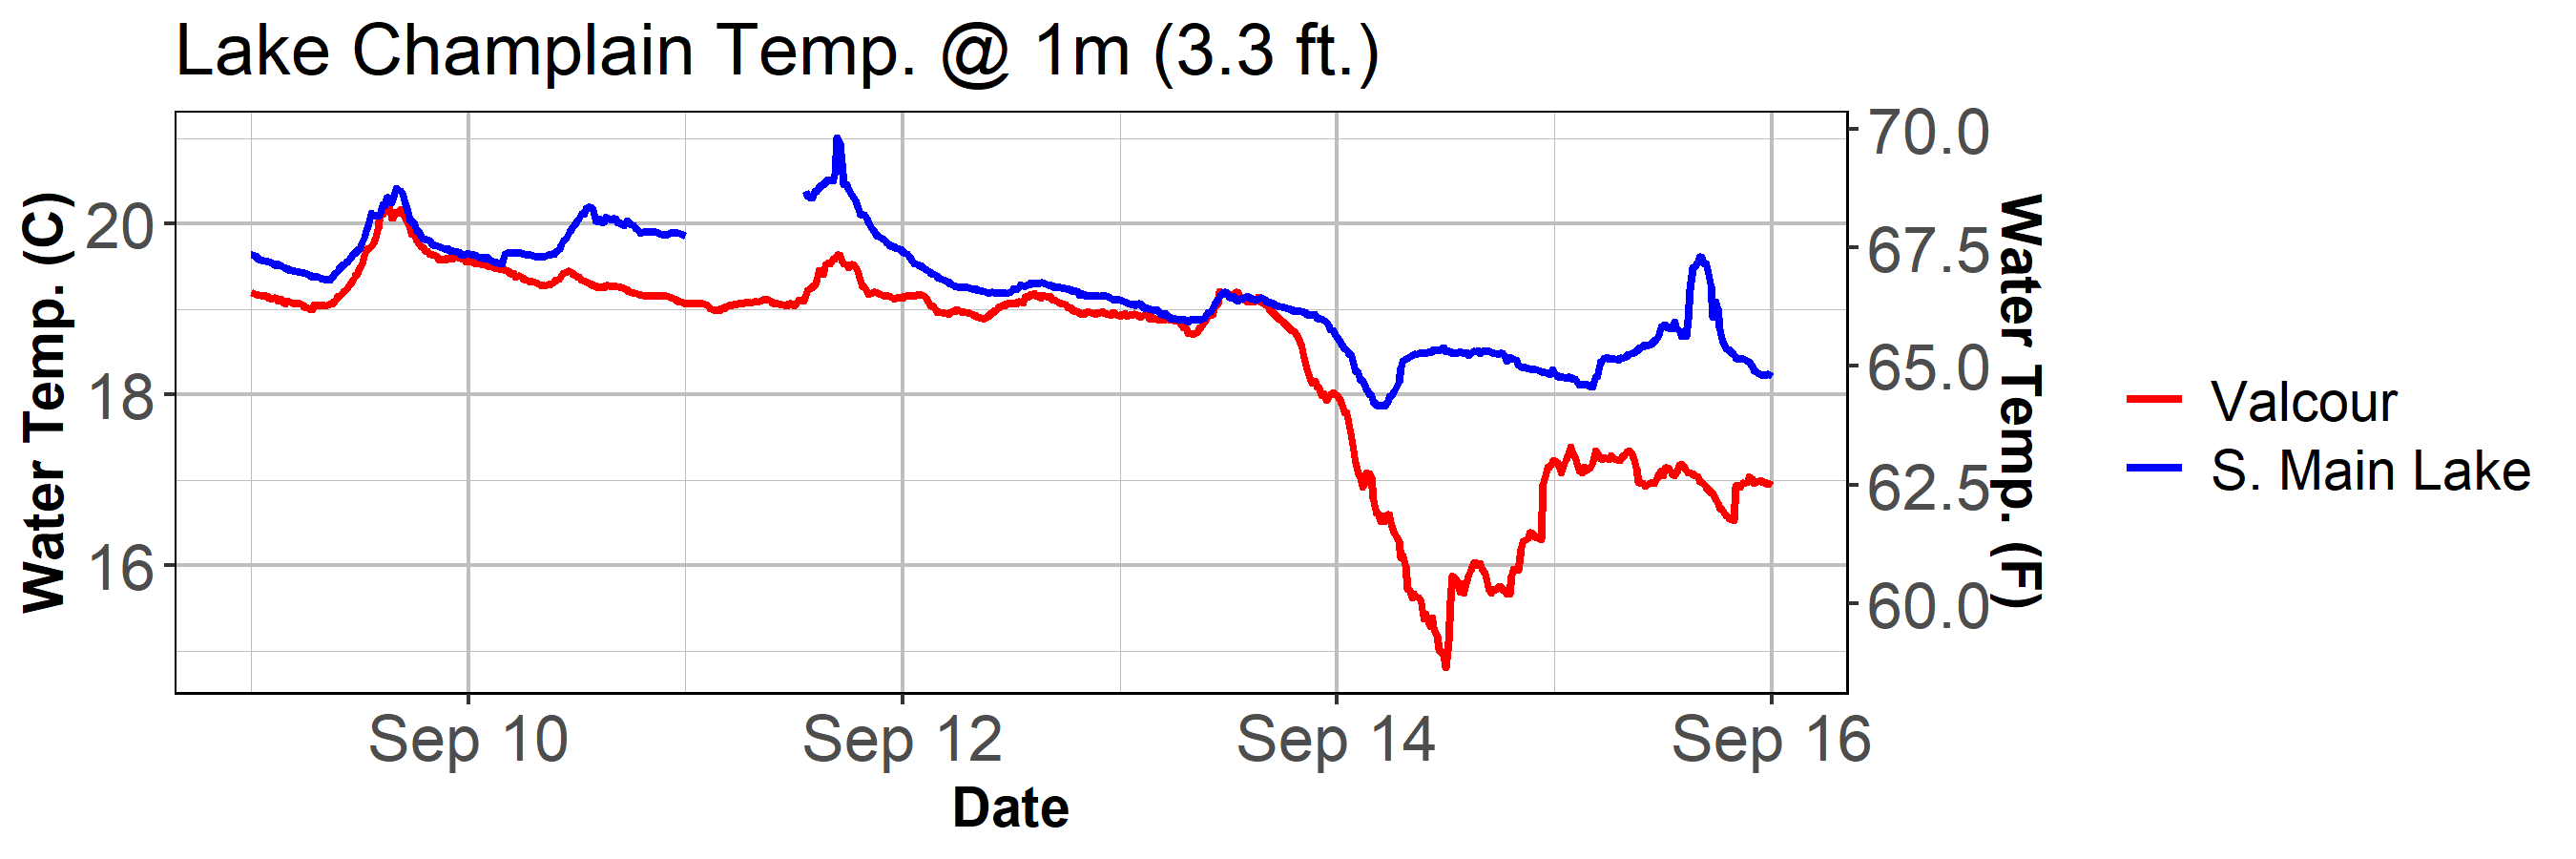 Lake Champlain Temp. @ 1m (3.3 ft.)
Water Temp. (C)
20
18
16
70.0
67.5
65.0
62.5
60.0
Water Temp. (F)
Sep 10
Sep 12
Sep 14
Sep 16
Date
Valcour
S. Main Lake